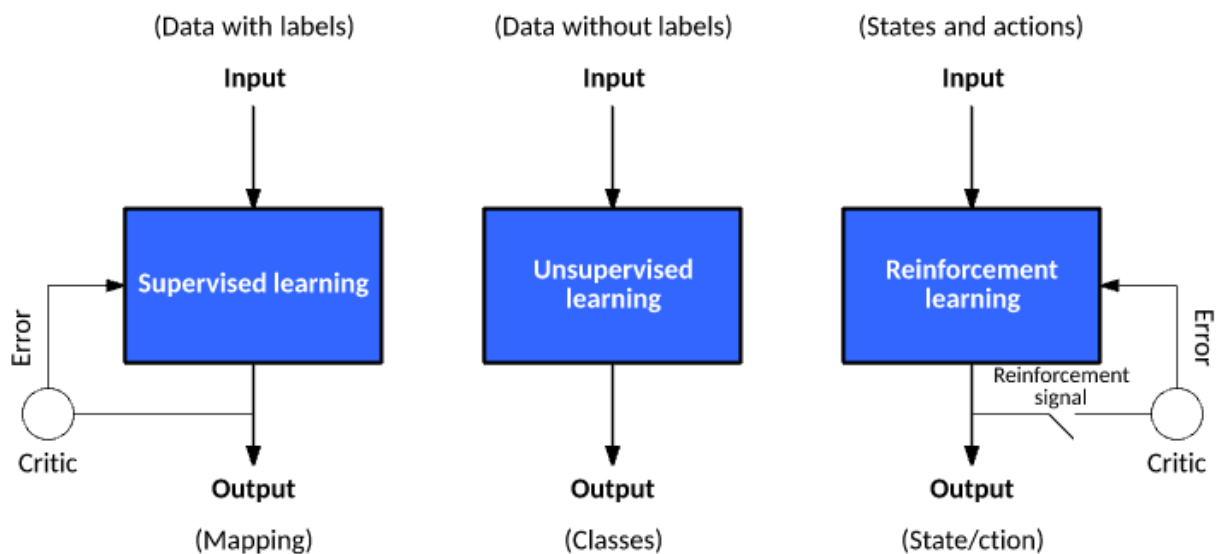 (Data with labels)
(Data without labels)
(States and actions)
Input
Input
Input
Supervised learning
Unsupervised
learning
Reinforcement
learning
Error
Error
Reinforcement
signal
Critic
Critic
Output
Output
Output
(Mapping)
(Classes)
(State/ction)